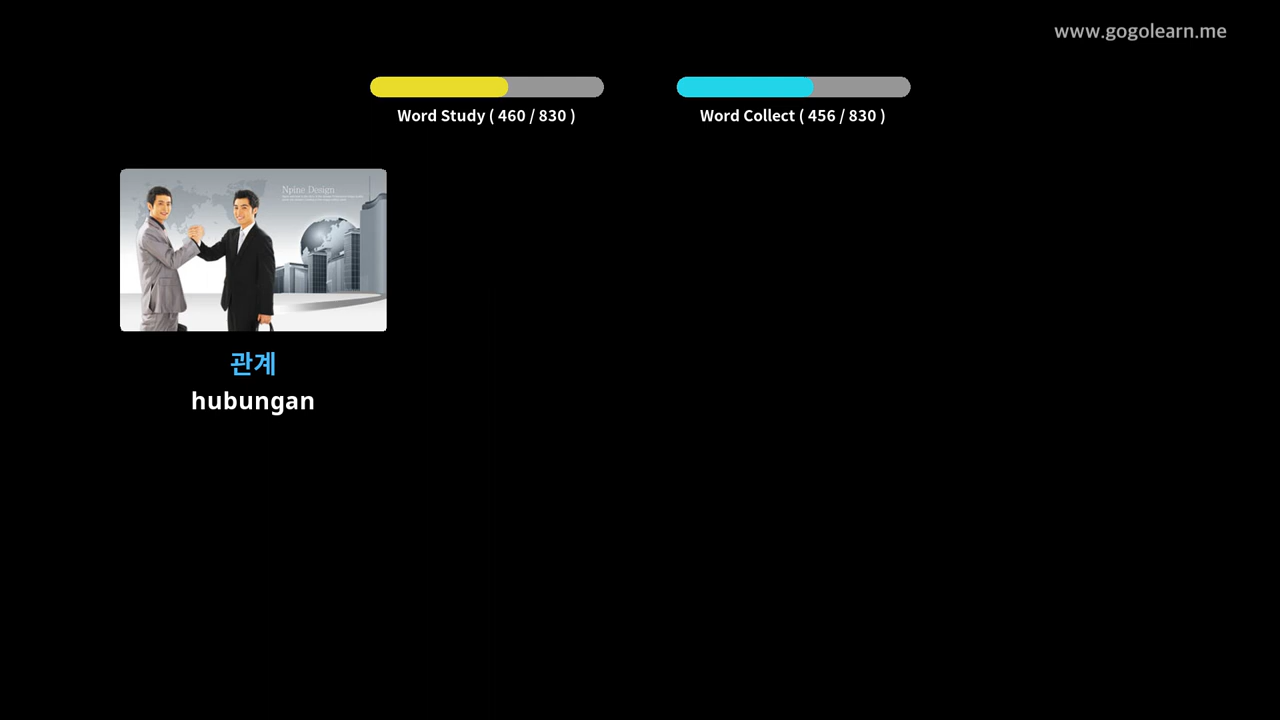 www.gogolearn.me
Word Study ( 460 / 830 )
Word Collect ( 456 / 830 )
Npine Design
관계
hubungan